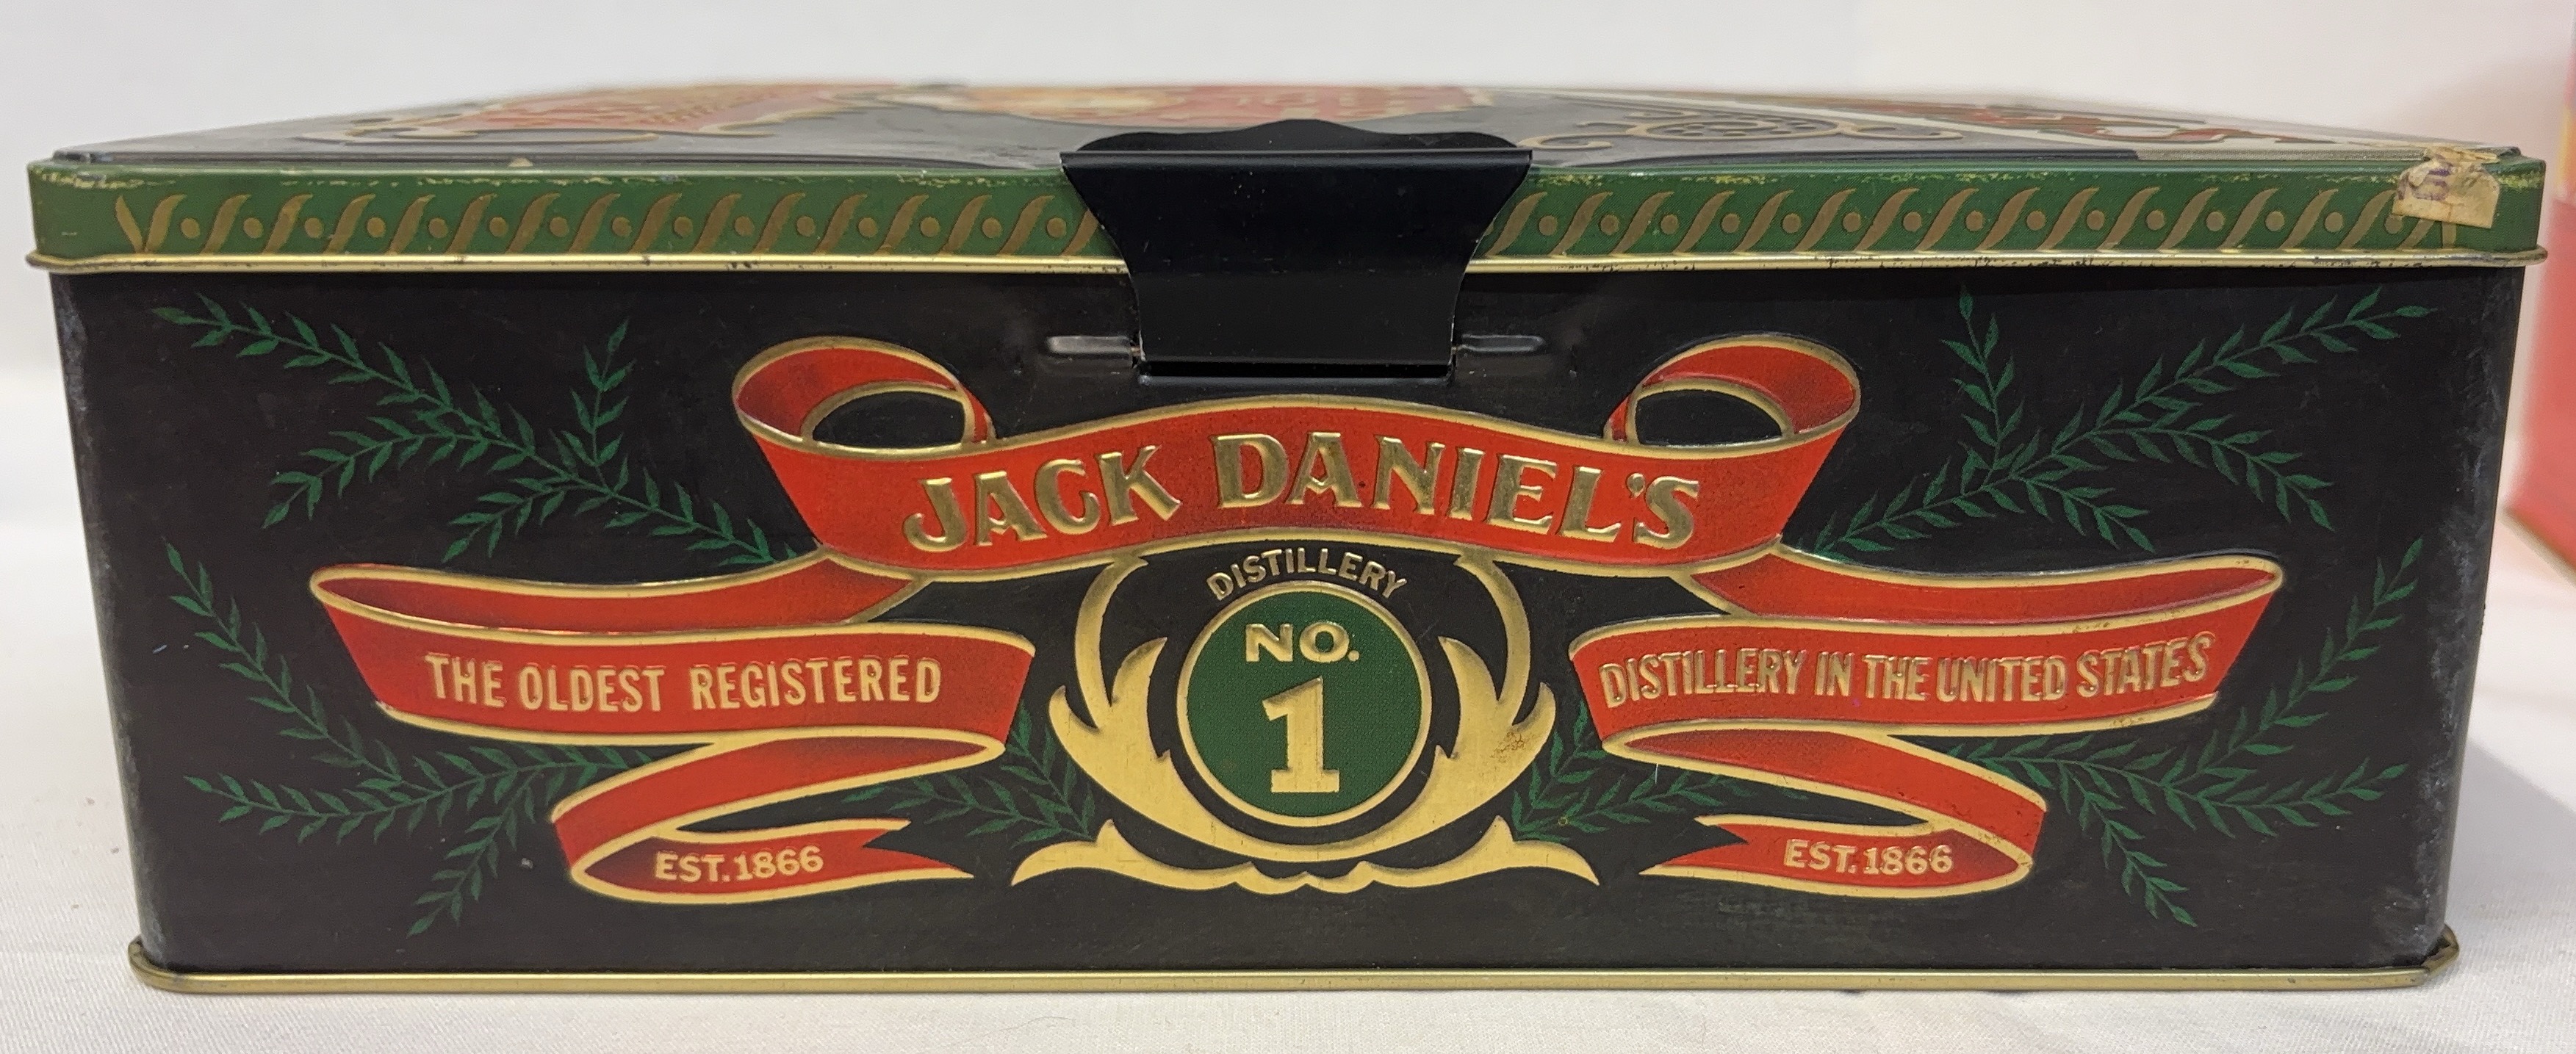 JACK DANIEL'S
DISTILLERY
NO.
1
THE OLDEST REGISTERED
DISTILLERY IN THE UNITED STATES
EST. 1866
EST. 1866